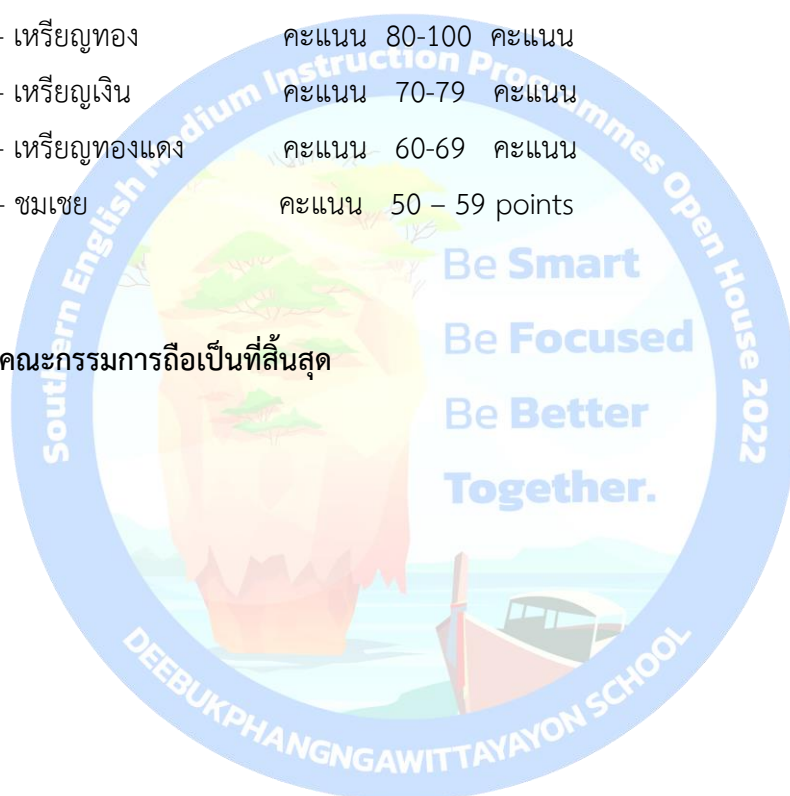 - เหรียญทอง คะแนน 80-100 คะแนน
- เหรียญเงิน คะแนน 70-79 คะแนน
- เหรียญทองแดง คะแนน 60-69 คะแนน
- ชมเชย คะแนน 50 – 59 points
คณะกรรมการถือเป็นที่สิ้นสุด
Southern English Medium Instruction Programmes Open House 2022
Be Smart
Be Focused
Be Better
Together.
DEEBUKPHANGNGAWITTAYAYON SCHOOL